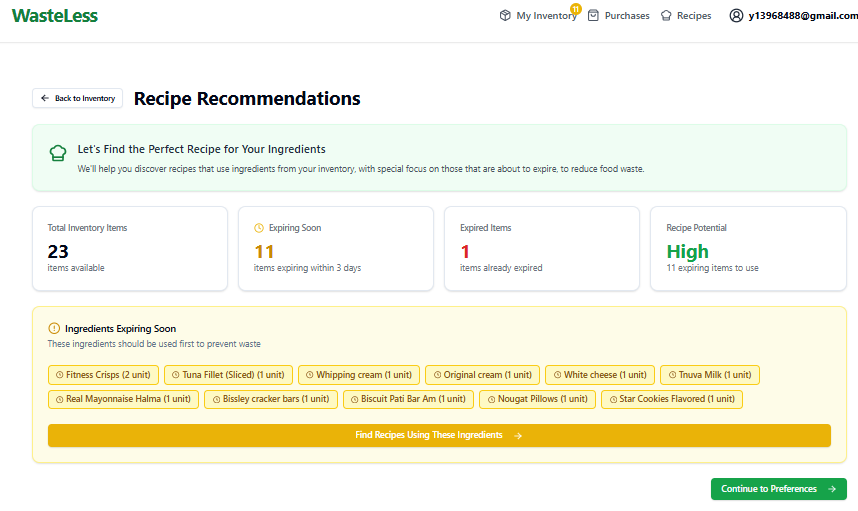 WasteLess
My Inventory 11 Purchases Recipes y13968488@gmail.com
Back to Inventory Recipe Recommendations
Let's Find the Perfect Recipe for Your Ingredients
We'll help you discover recipes that use ingredients from your inventory, with special focus on those that are about to expire, to reduce food waste.
Total Inventory Items
23
items available
Expiring Soon
11
items expiring within 3 days
Expired Items
1
items already expired
Recipe Potential
High
11 expiring items to use
Ingredients Expiring Soon
These ingredients should be used first to prevent waste
Fitness Crisps (2 unit) Tuna Fillet (Sliced) (1 unit) Whipping cream (1 unit) Original cream (1 unit) White cheese (1 unit) Tnuva Milk (1 unit)
Real Mayonnaise Halma (1 unit) Bissley cracker bars (1 unit) Biscuit Pati Bar Am (1 unit) Nougat Pillows (1 unit) Star Cookies Flavored (1 unit)
Find Recipes Using These Ingredients
Continue to Preferences